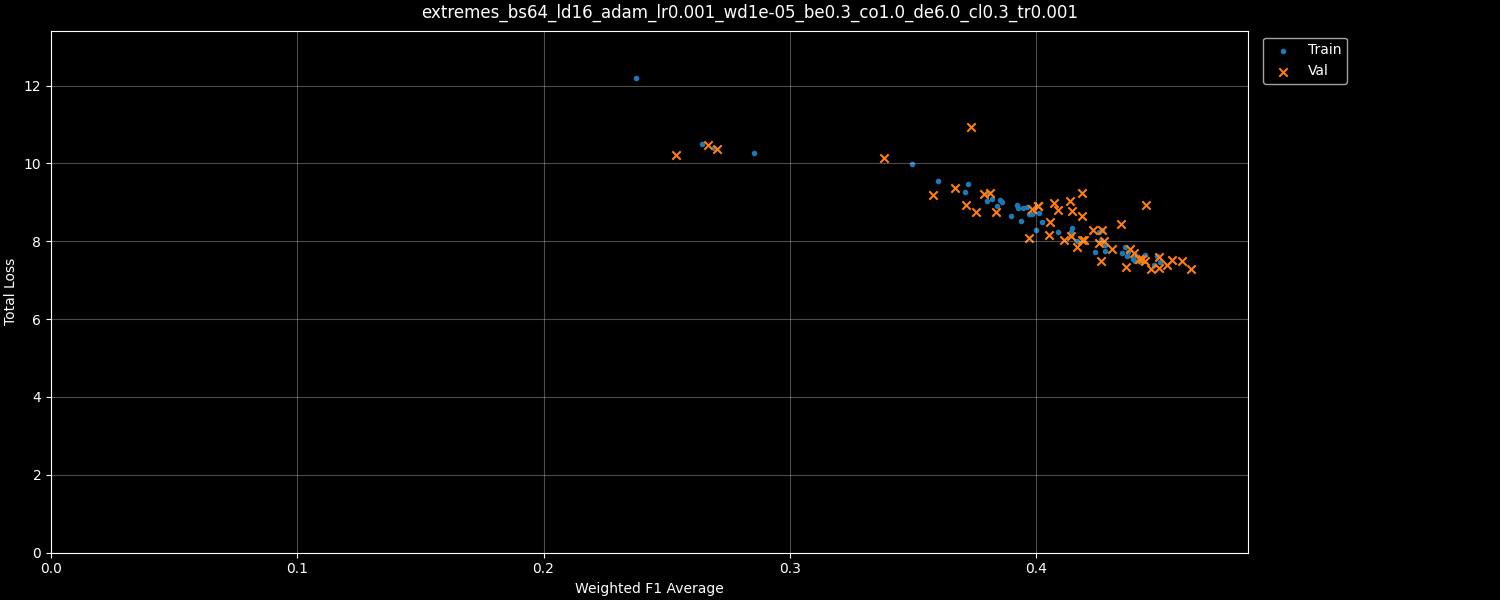 extremes_bs64_ld16_adam_lr0.001_wd1e-05_be0.3_co1.0_de6.0_cl0.3_tr0.001
Train
Val
12
10
8
6
4
2
0
Total Loss
0.0
0.1
0.2
0.3
0.4
Weighted F1 Average